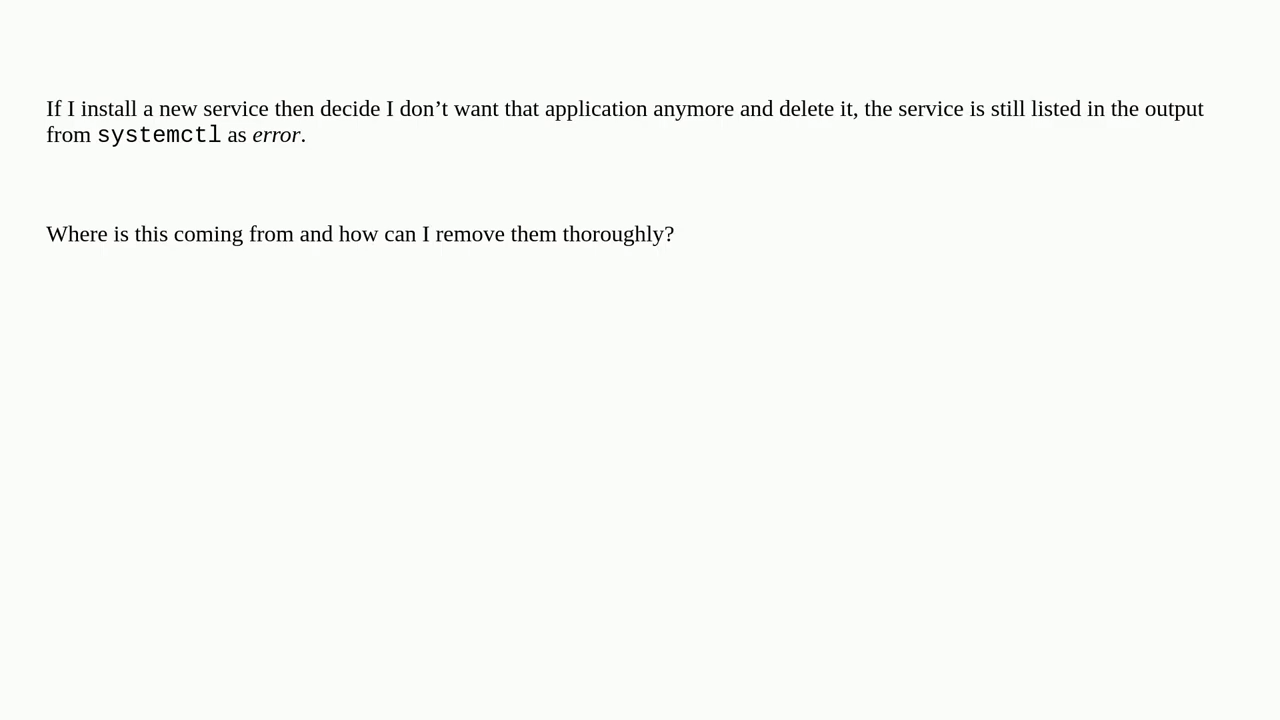 If I install a new service then decide I don’t want that application anymore and delete it, the service is still listed in the output
from systemctl as error.
Where is this coming from and how can I remove them thoroughly?